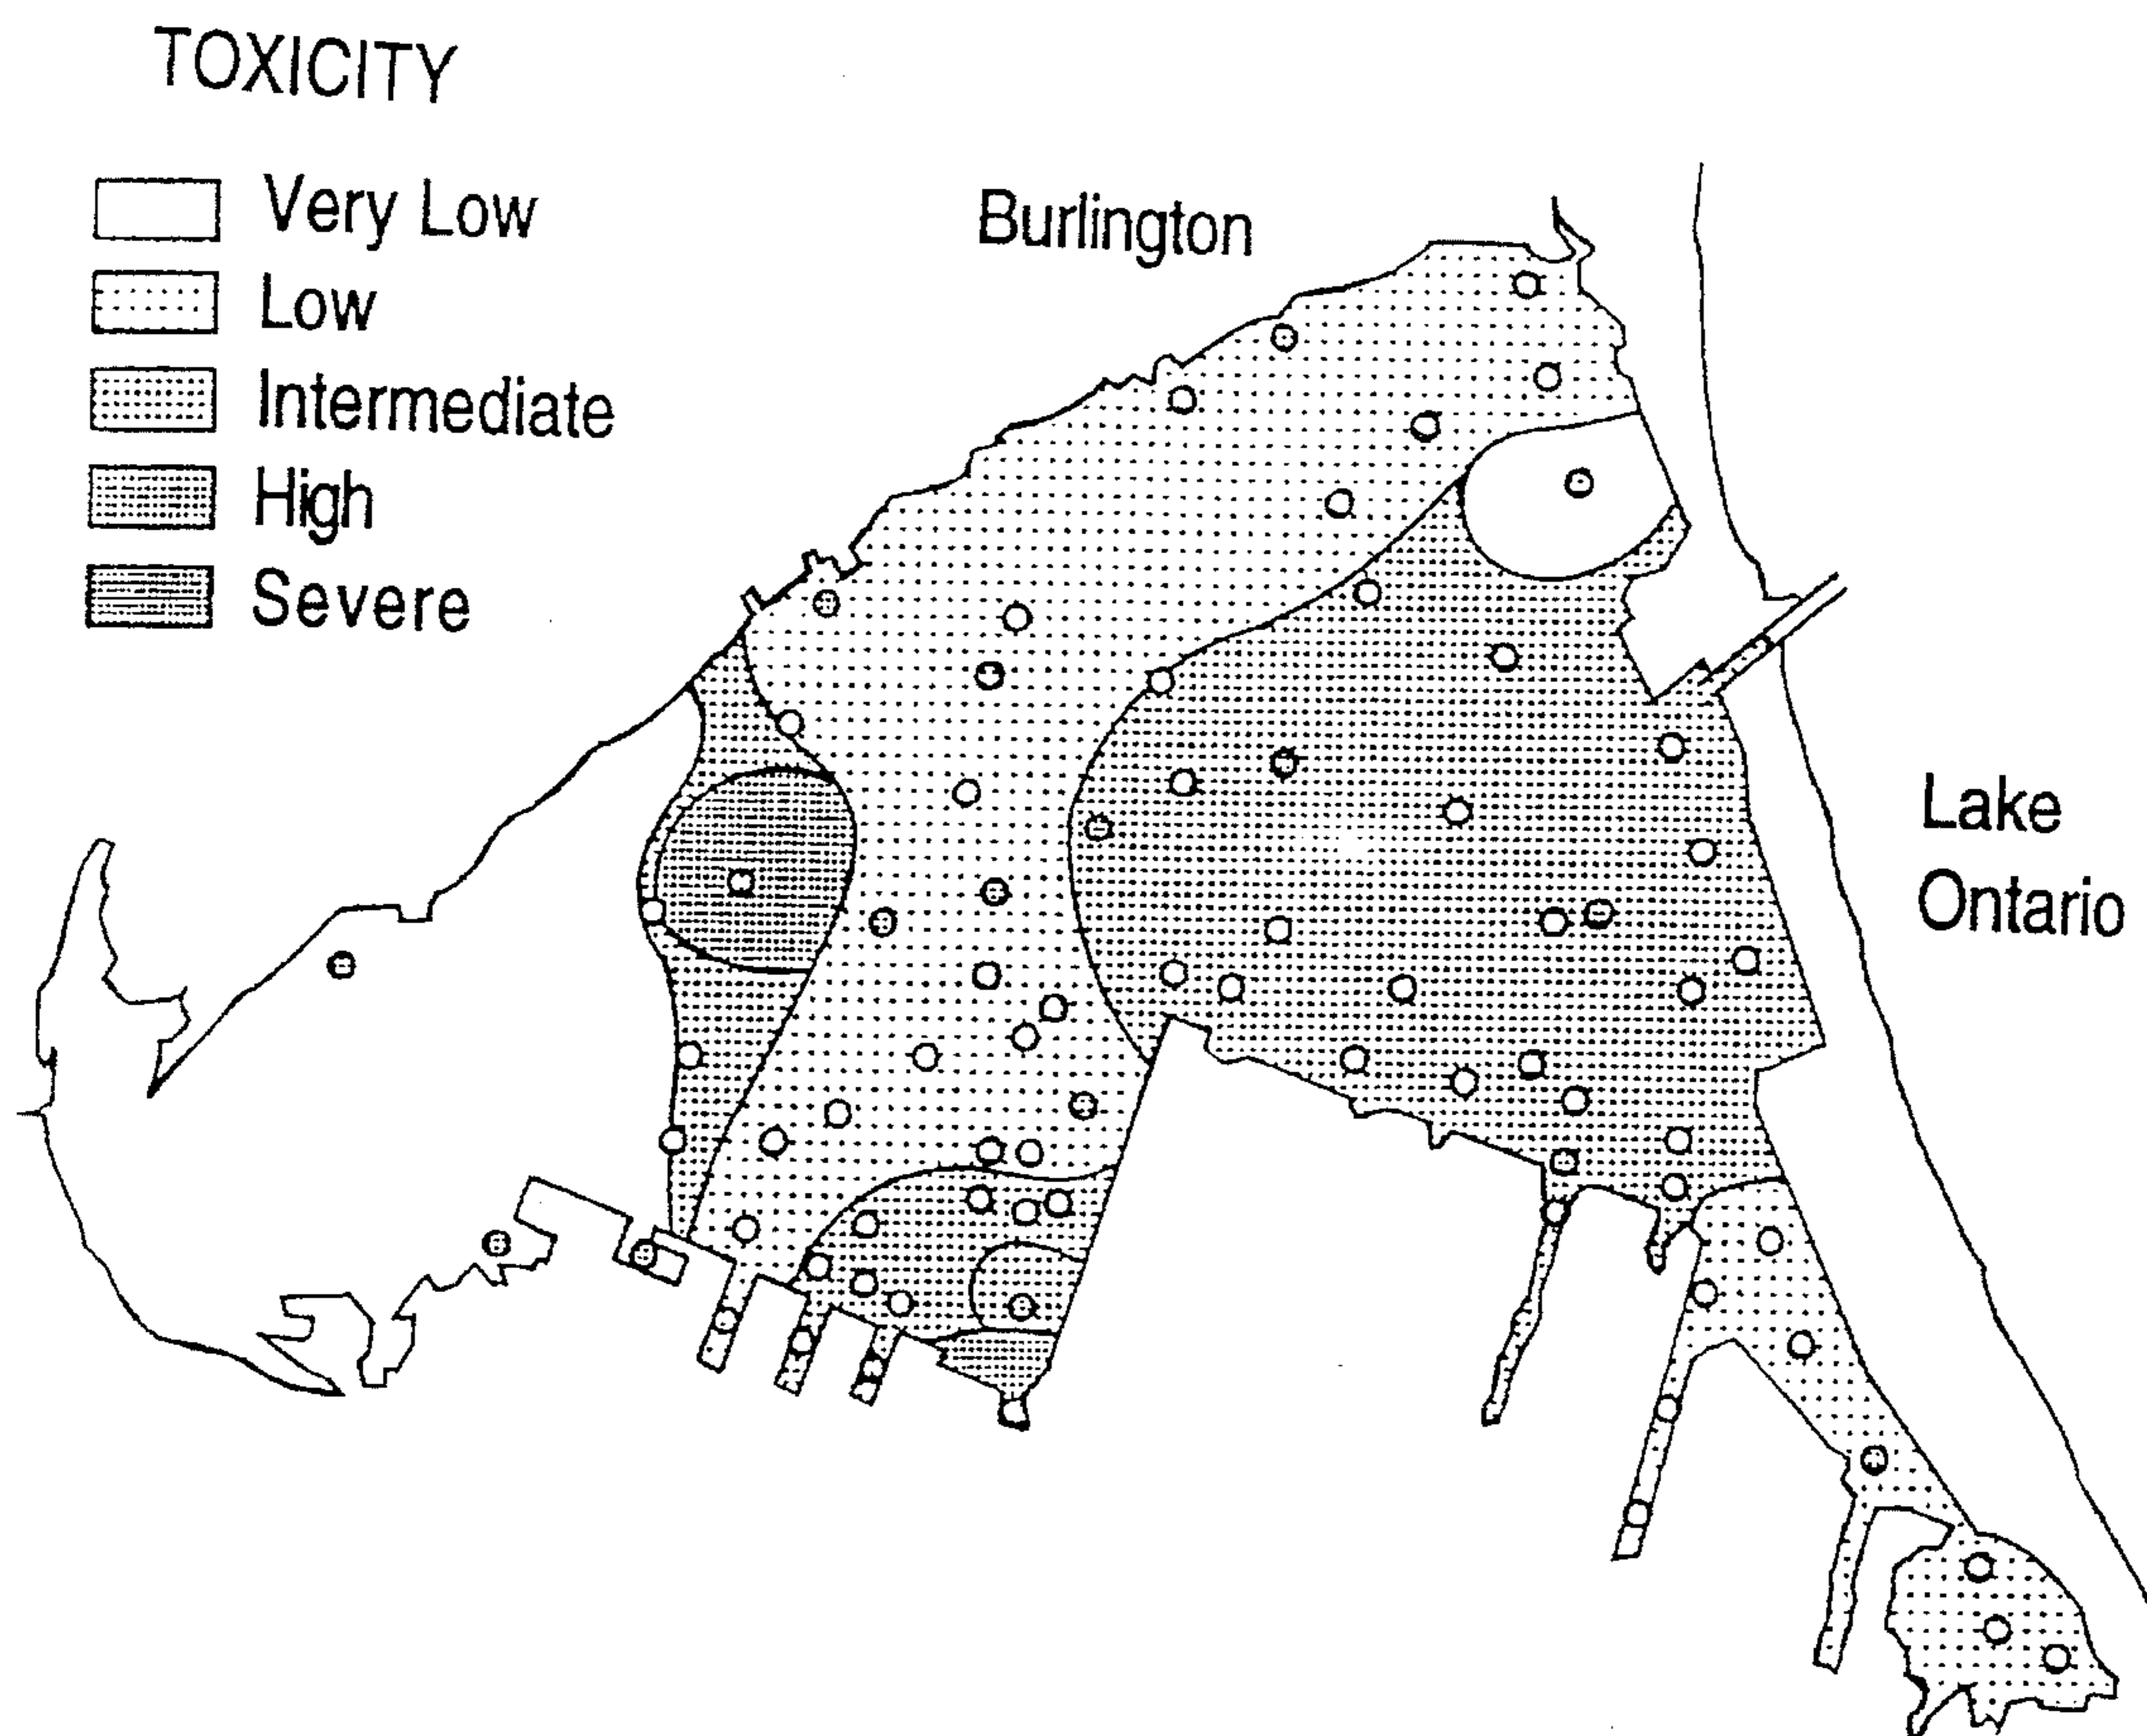 TOXICITY
Very Low
Low
Intermediate
High
Severe
Burlington
Lake
Ontario